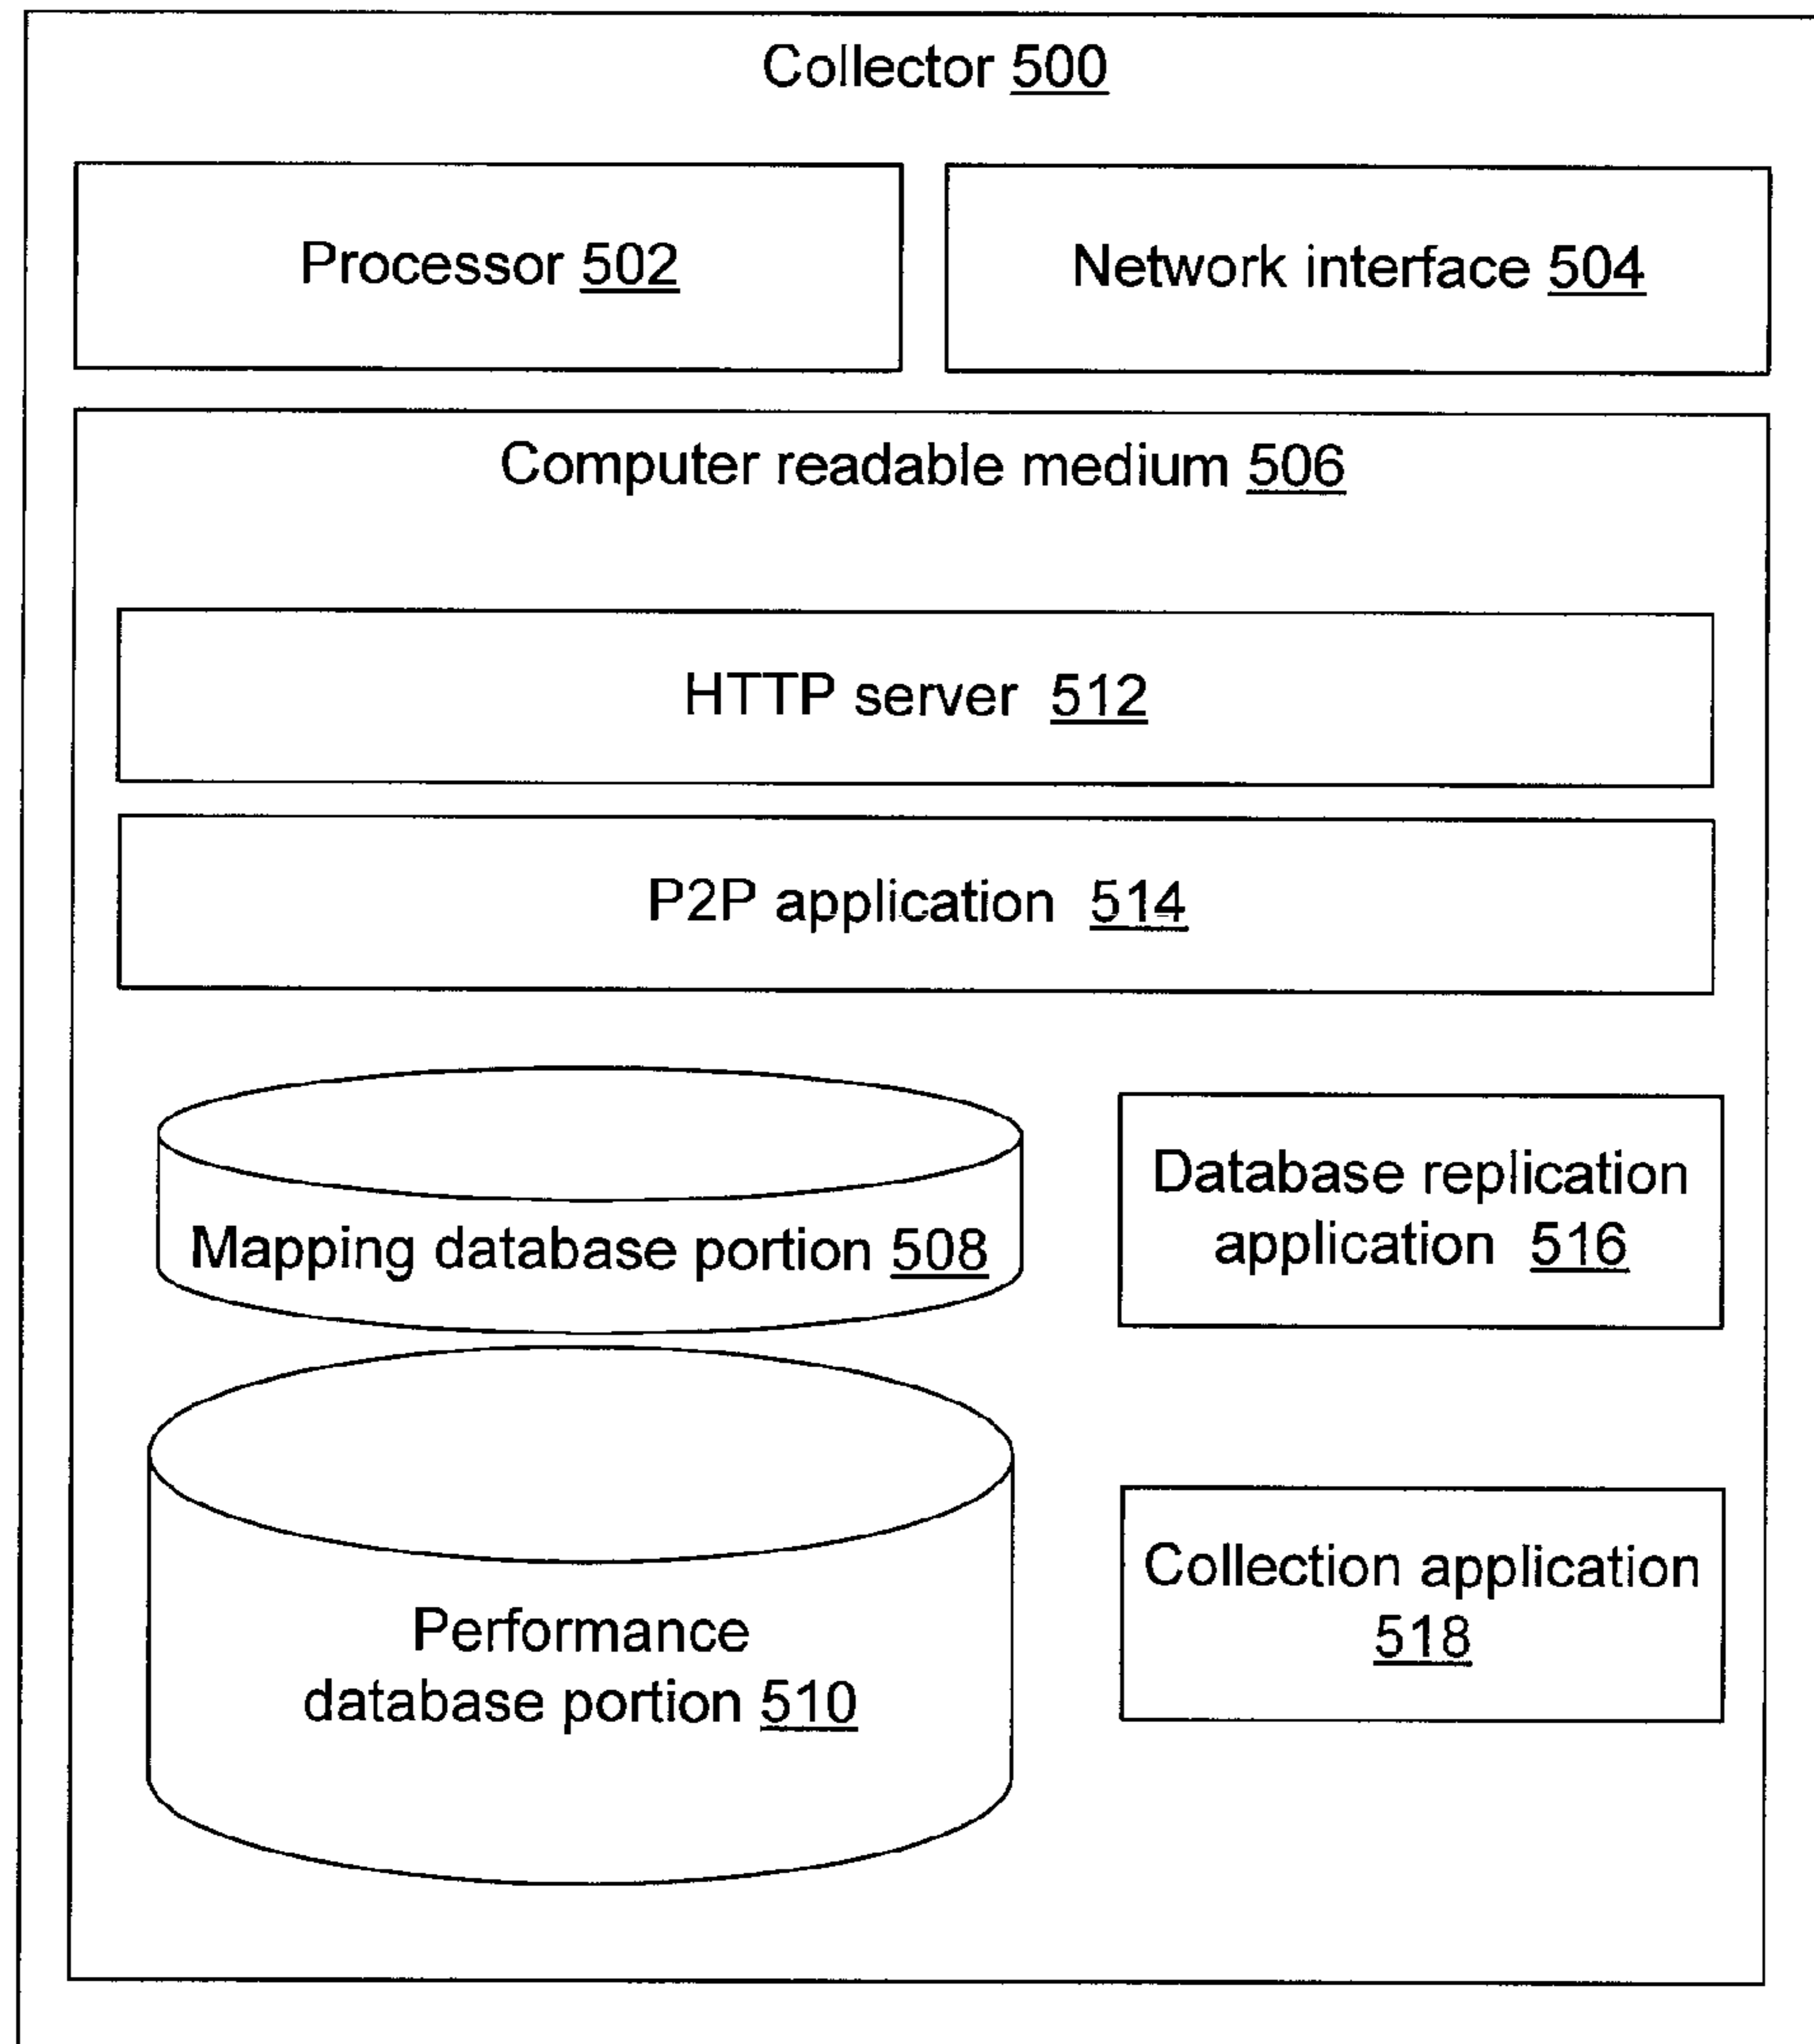 Collector 500
Processor 502
Network interface 504
Computer readable medium 506
HTTP server 512
P2P application 514
Mapping database portion 508
Database replication
application 516
Performance
database portion 510
Collection application
518